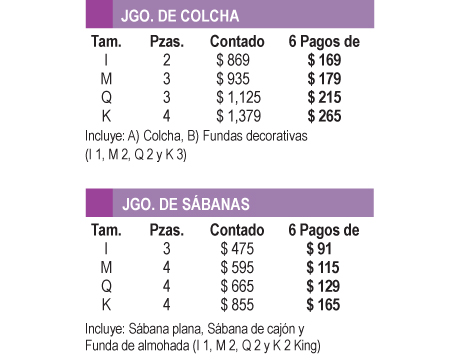 JGO. DE COLCHA
Tam. Pzas. Contado 6 Pagos de
I 2 $ 869 $ 169
M 3 $ 935 $ 179
Q 3 $ 1,125 $ 215
K 4 $ 1,379 $ 265
Incluye: A) Colcha, B) Fundas decorativas
(I 1, M 2, Q 2 y K 3)
JGO. DE SÁBANAS
Tam. Pzas. Contado 6 Pagos de
I 3 $ 475 $ 91
M 4 $ 595 $ 115
Q 4 $ 665 $ 129
K 4 $ 855 $ 165
Incluye: Sábana plana, Sábana de cajón y
Funda de almohada (I 1, M 2, Q 2 y K 2 King)